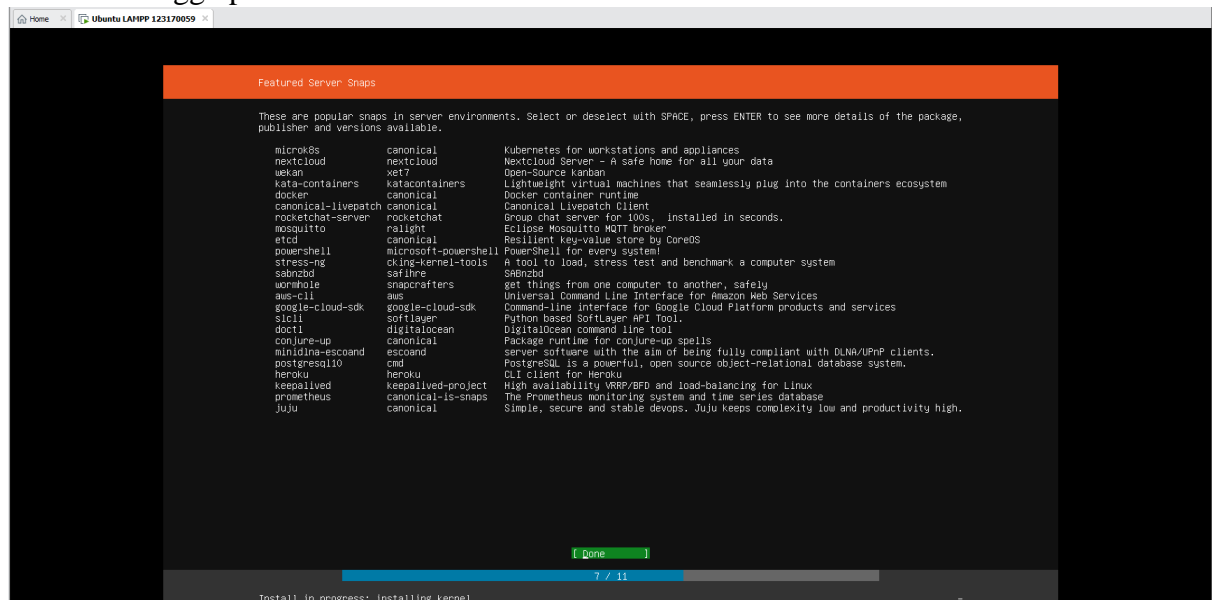 Home
Ubuntu LAMPP 123170059
Featured Server Snaps
These are popular snaps in server environments. Select or deselect with SPACE, press ENTER to see more details of the package,
publisher and versions available.
microk8s canonical Kubernetes for workstations and appliances
nextcloud nextcloud Nextcloud Server - A safe home for all your data
wekan xet7 Open-Source kanban
kata-containers katacontainers Lightweight virtual machines that seamlessly plug into the containers ecosystem
docker canonical Docker container runtime
canonical-livepatch canonical Canonical Livepatch Client
rocketchat-server rocketchat Group chat server for 100s, installed in seconds.
mosquitto ralight Eclipse Mosquitto MQTT broker
etcd canonical Resilient key-value store by CoreOS
powershell microsoft-powershell PowerShell for every system!
stress-ng cking-kernel-tools A tool to load, stress test and benchmark a computer system
sabnzbd safihre SABnzbd
wormhole snapcrafters get things from one computer to another, safely
aws-cli aws Universal Command Line Interface for Amazon Web Services
google-cloud-sdk google-cloud-sdk Command-line interface for Google Cloud Platform products and services
slcli softlayer Python based SoftLayer API Tool.
doctl digitalocean DigitalOcean command line tool
conjure-up canonical Package runtime for conjure-up spells
minidlna-escoand escoand server software with the aim of being fully compliant with DLNA/UPnP clients.
postgresql10 cmd PostgreSQL is a powerful, open source object-relational database system.
heroku heroku CLI client for Heroku
keepalived keepalived-project High availability VRRP/BFD and load-balancing for Linux
prometheus canonical-is-snaps The Prometheus monitoring system and time series database
juju canonical Simple, secure and stable devops. Juju keeps complexity low and productivity high.
[ Done ]
7 / 11
Install in progress: installing kernel